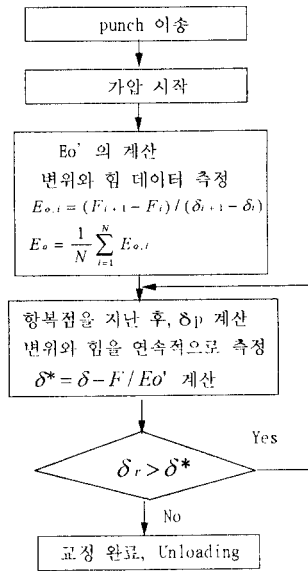 punch 이송
가압 시작
Eo' 의 계산
변위와 힘 데이터 측정
E_{o,i} = (F_{i+1} - F_i) / (δ_{i+1} - δ_i)
E_o = \frac{1}{N} \sum_{i=1}^{N} E_{o,i}
항복점을 지난 후, δp 계산
변위와 힘을 연속적으로 측정
δ* = δ - F / Eo' 계산
δ_r > δ*
Yes
No
교정 완료, Unloading